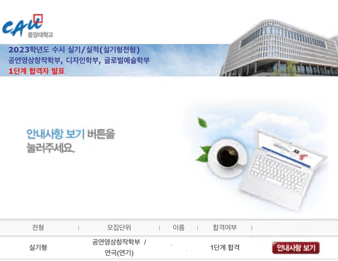 CAU
중앙대학교
2023학년도 수시 실기/실적(실기형전형)
공연영상창작학부, 디자인학부, 글로벌예술학부
1단계 합격자 발표
안내사항 보기 버튼을
눌러주세요.
전형 모집단위 이름 합격여부
실기형 공연영상창작학부 / 1단계 합격 안내사항 보기
연극(연기)